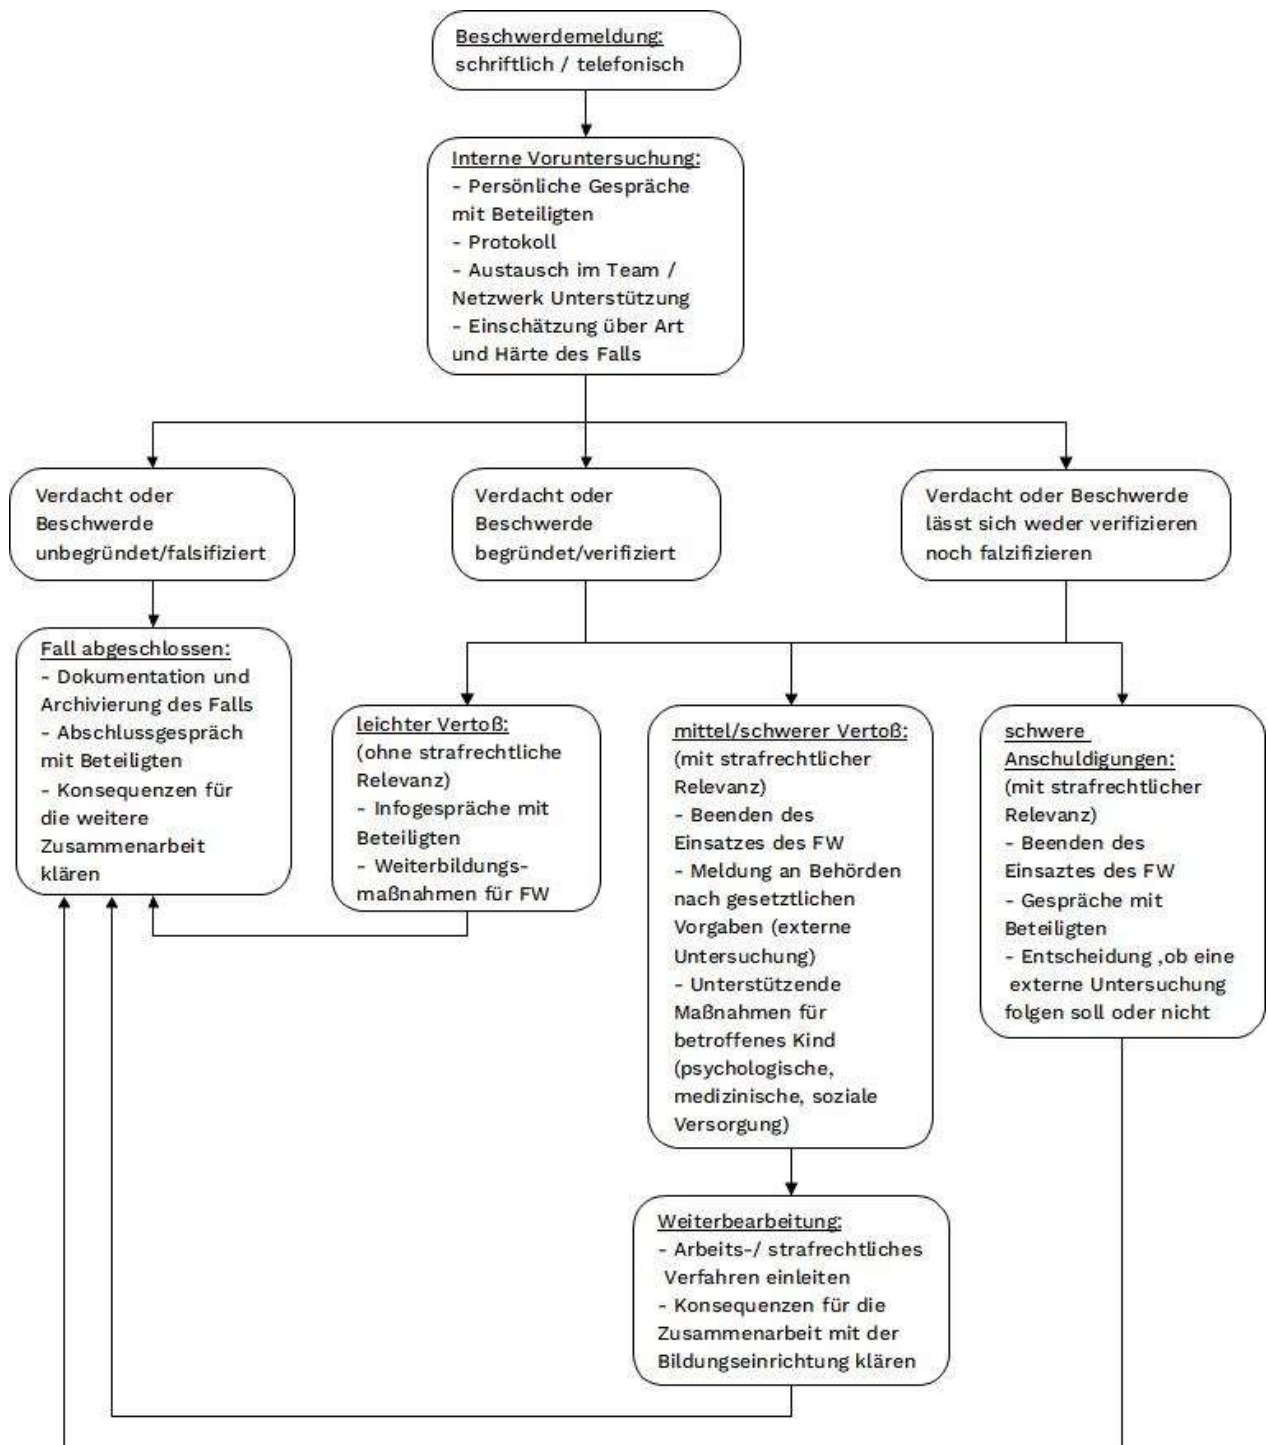 Beschwerdemeldung:
schriftlich / telefonisch
Interne Voruntersuchung:
- Persönliche Gespräche
mit Beteiligten
- Protokoll
- Austausch im Team /
Netzwerk Unterstützung
- Einschätzung über Art
und Härte des Falls
Verdacht oder
Beschwerde
unbegründet/falsifiziert
Verdacht oder
Beschwerde
begründet/verifiziert
Verdacht oder Beschwerde
lässt sich weder verifizieren
noch falzifizieren
Fall abgeschlossen:
- Dokumentation und
Archivierung des Falls
- Abschlussgespräch
mit Beteiligten
- Konsequenzen für
die weitere
Zusammenarbeit
klären
leichter Vertoß:
(ohne strafrechtliche
Relevanz)
- Infogespräche mit
Beteiligten
- Weiterbildungs-
maßnahmen für FW
mittel/schwerer Vertoß:
(mit strafrechtlicher
Relevanz)
- Beenden des
Einsatzes des FW
- Meldung an Behörden
nach gesetztlichen
Vorgaben (externe
Untersuchung)
- Unterstützende
Maßnahmen für
betroffenes Kind
(psychologische,
medizinische, soziale
Versorgung)
schwere
Anschuldigungen:
(mit strafrechtlicher
Relevanz)
- Beenden des
Einsaztes des FW
- Gespräche mit
Beteiligten
- Entscheidung ,ob eine
externe Untersuchung
folgen soll oder nicht
Weiterbearbeitung:
- Arbeits-/ strafrechtliches
Verfahren einleiten
- Konsequenzen für die
Zusammenarbeit mit der
Bildungseinrichtung klären